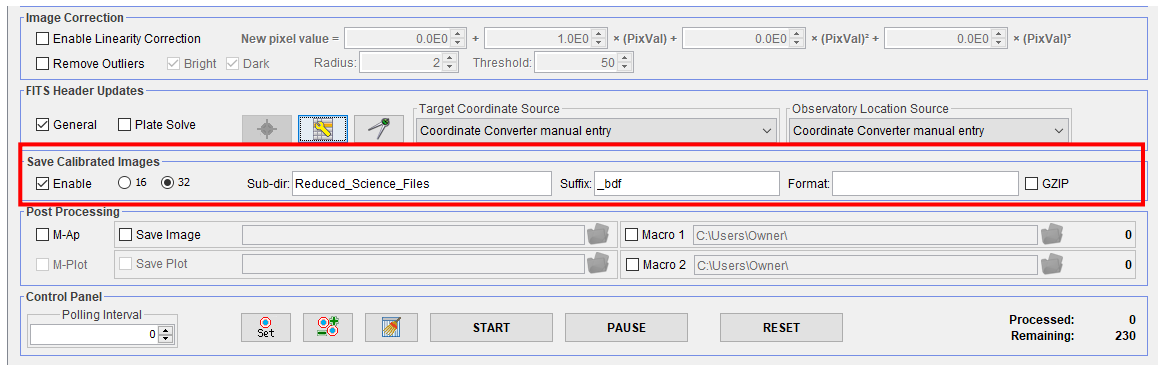 Image Correction
Enable Linearity Correction New pixel value = 0.0E0 + 1.0E0 × (PixVal) + 0.0E0 × (PixVal)² + 0.0E0 × (PixVal)³
Remove Outliers Bright Dark Radius: 2 Threshold: 50
FITS Header Updates
Target Coordinate Source Observatory Location Source
General Plate Solve Coordinate Converter manual entry Coordinate Converter manual entry
Save Calibrated Images
Enable 16 32 Sub-dir: Reduced_Science_Files Suffix: _bdf Format: GZIP
Post Processing
M-Ap Save Image Macro 1 C:\Users\Owner\ 0
M-Plot Save Plot Macro 2 C:\Users\Owner\ 0
Control Panel
Polling Interval
0 Set START PAUSE RESET
Processed: 0
Remaining: 230